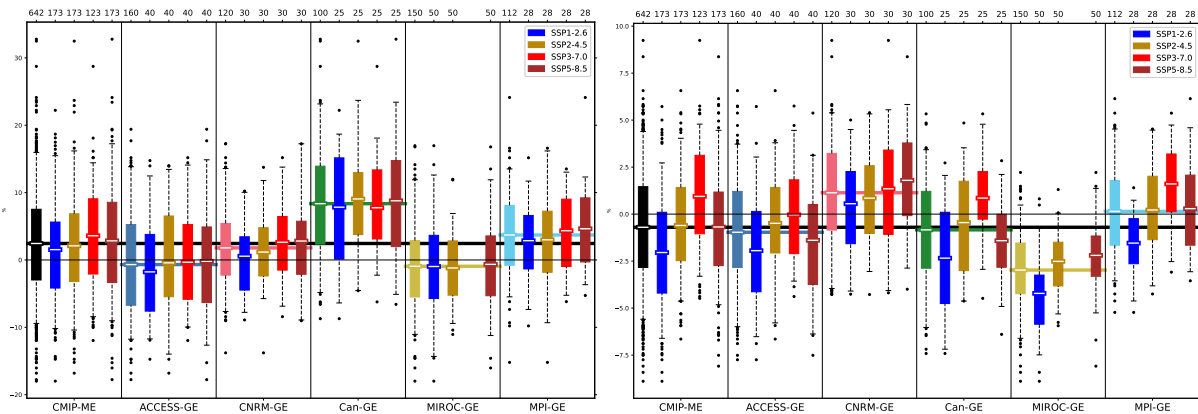 642 173 173 123 173 160 40 40 40 40 120 30 30 30 30 100 25 25 25 25 150 50 50 50 112 28 28 28 28
30
20
10
0
−10
−20
%
SSP1-2.6
SSP2-4.5
SSP3-7.0
SSP5-8.5
CMIP-ME ACCESS-GE CNRM-GE Can-GE MIROC-GE MPI-GE
642 173 173 123 173 160 40 40 40 40 120 30 30 30 30 100 25 25 25 25 150 50 50 50 112 28 28 28 28
10.0
7.5
5.0
2.5
0.0
−2.5
−5.0
−7.5
%
SSP1-2.6
SSP2-4.5
SSP3-7.0
SSP5-8.5
CMIP-ME ACCESS-GE CNRM-GE Can-GE MIROC-GE MPI-GE